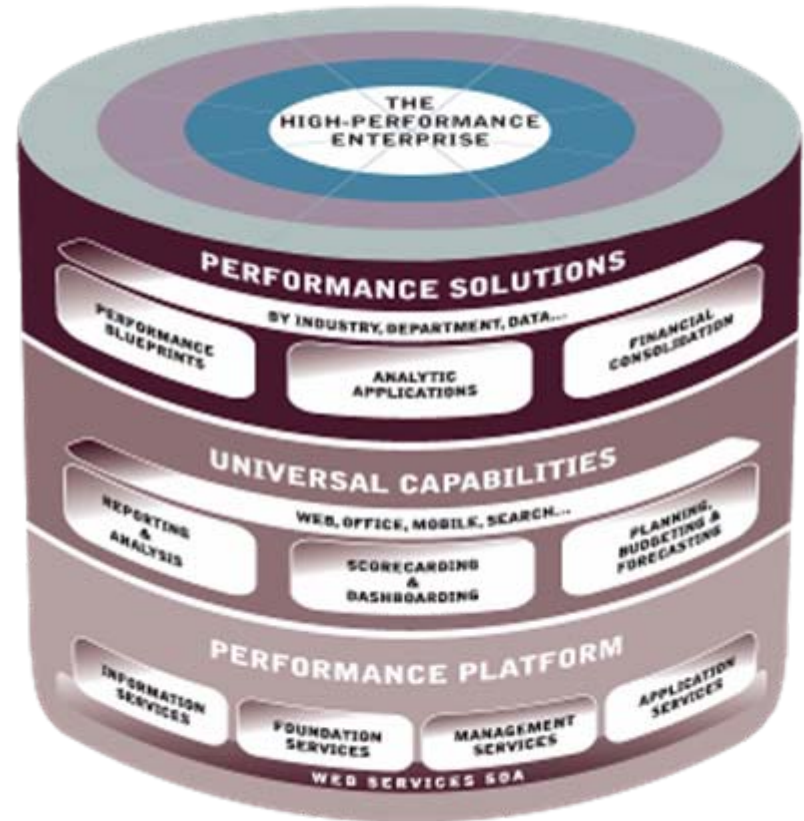 THE
HIGH-PERFORMANCE
ENTERPRISE
PERFORMANCE SOLUTIONS
BY INDUSTRY, DEPARTMENT, DATA...
PERFORMANCE
BLUEPRINTS
ANALYTIC
APPLICATIONS
FINANCIAL
CONSOLIDATION
UNIVERSAL CAPABILITIES
WEB, OFFICE, MOBILE, SEARCH...
REPORTING
&
ANALYSIS
SCORECARDING
&
DASHBOARDING
PLANNING,
BUDGETING &
FORECASTING
PERFORMANCE PLATFORM
INFORMATION
SERVICES
FOUNDATION
SERVICES
MANAGEMENT
SERVICES
APPLICATION
SERVICES
WEB SERVICES SOA